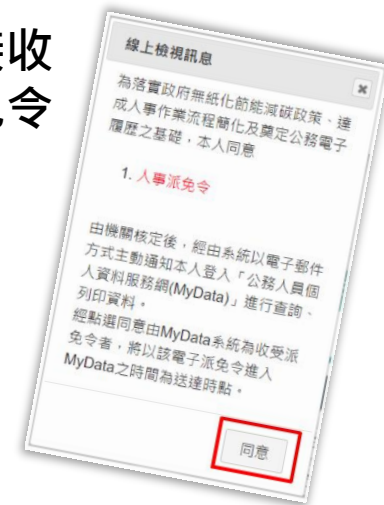 收
令
線上檢視訊息
為落實政府無紙化節能減碳政策、達
成人事作業流程簡化及奠定公務電子
履歷之基礎，本人同意
1. 人事派免令
由機關核定後，經由系統以電子郵件
方式主動通知本人登入「公務人員個
人資料服務網(MyData)」進行查詢、
列印資料。
經點選同意由MyData系統為收受派
免令者，將以該電子派免令進入
MyData之時間為送達時點。
同意